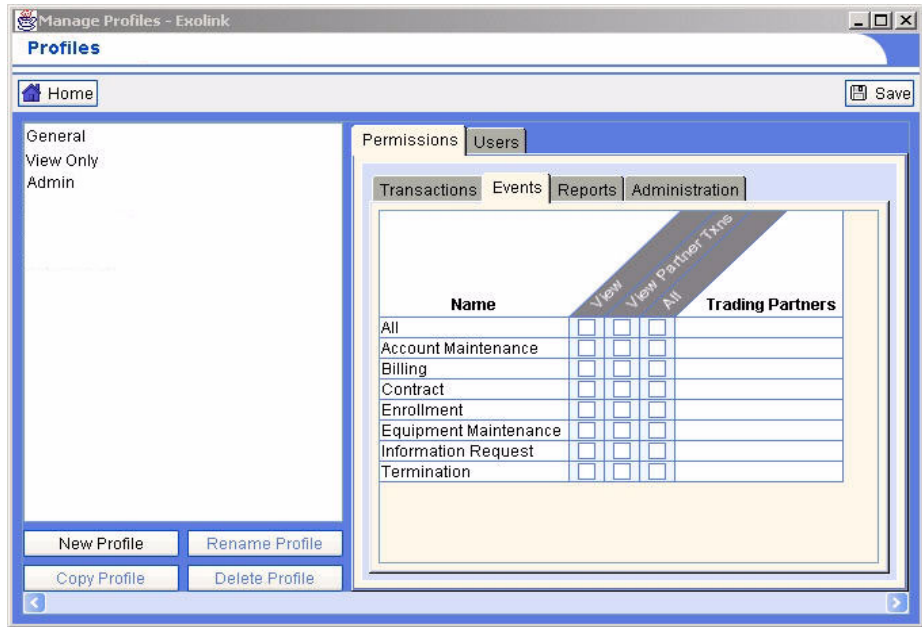 Manage Profiles - Exolink
Profiles
Home
Save
General
View Only
Admin
Permissions
Users
Transactions
Events
Reports
Administration
Name
View
View Partner Txns
All
Trading Partners
All
Account Maintenance
Billing
Contract
Enrollment
Equipment Maintenance
Information Request
Termination
New Profile
Rename Profile
Copy Profile
Delete Profile